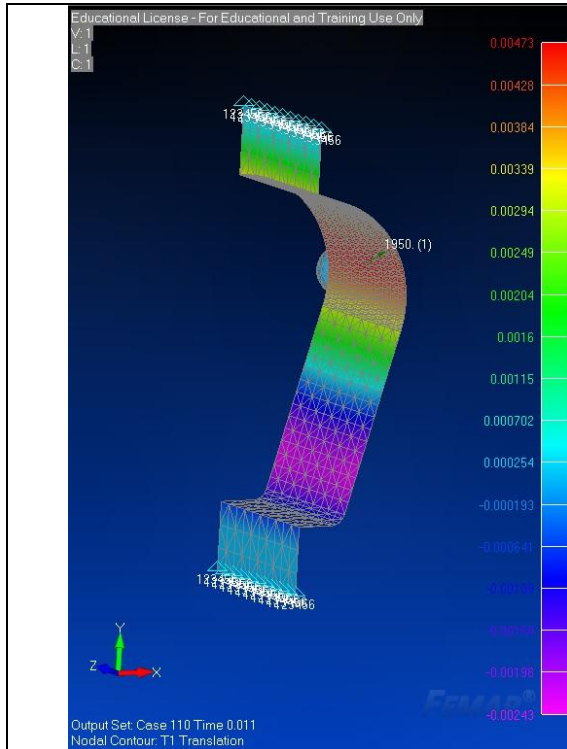 Educational License - For Educational and Training Use Only
V: 1
L: 1
C: 1
0.00473
0.00428
0.00384
0.00339
0.00294
0.00249
0.00204
0.0016
0.00115
0.000702
0.000254
-0.000193
-0.000641
-0.00198
-0.00243
1950. (1)
Y
Z
X
FEMAP®
Output Set: Case 110 Time 0.011
Nodal Contour: T1 Translation